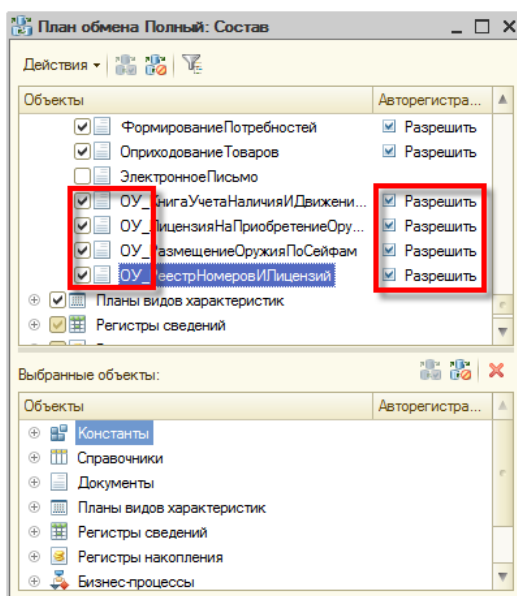 План обмена Полный: Состав
Действия
Объекты Авторегистра...
ФормированиеПотребностей Разрешить
ОприходованиеТоваров Разрешить
ЭлектронноеПисьмо
ОУ_КнигаУчетаНаличияИДвижени... Разрешить
ОУ_ЛицензияНаПриобретениеОру... Разрешить
ОУ_РазмещениеОружияПоСейфам Разрешить
ОУ_РеестрНомеровИЛицензий Разрешить
Планы видов характеристик
Регистры сведений
Выбранные объекты:
Объекты Авторегистра...
Константы
Справочники
Документы
Планы видов характеристик
Регистры сведений
Регистры накопления
Бизнес-процессы